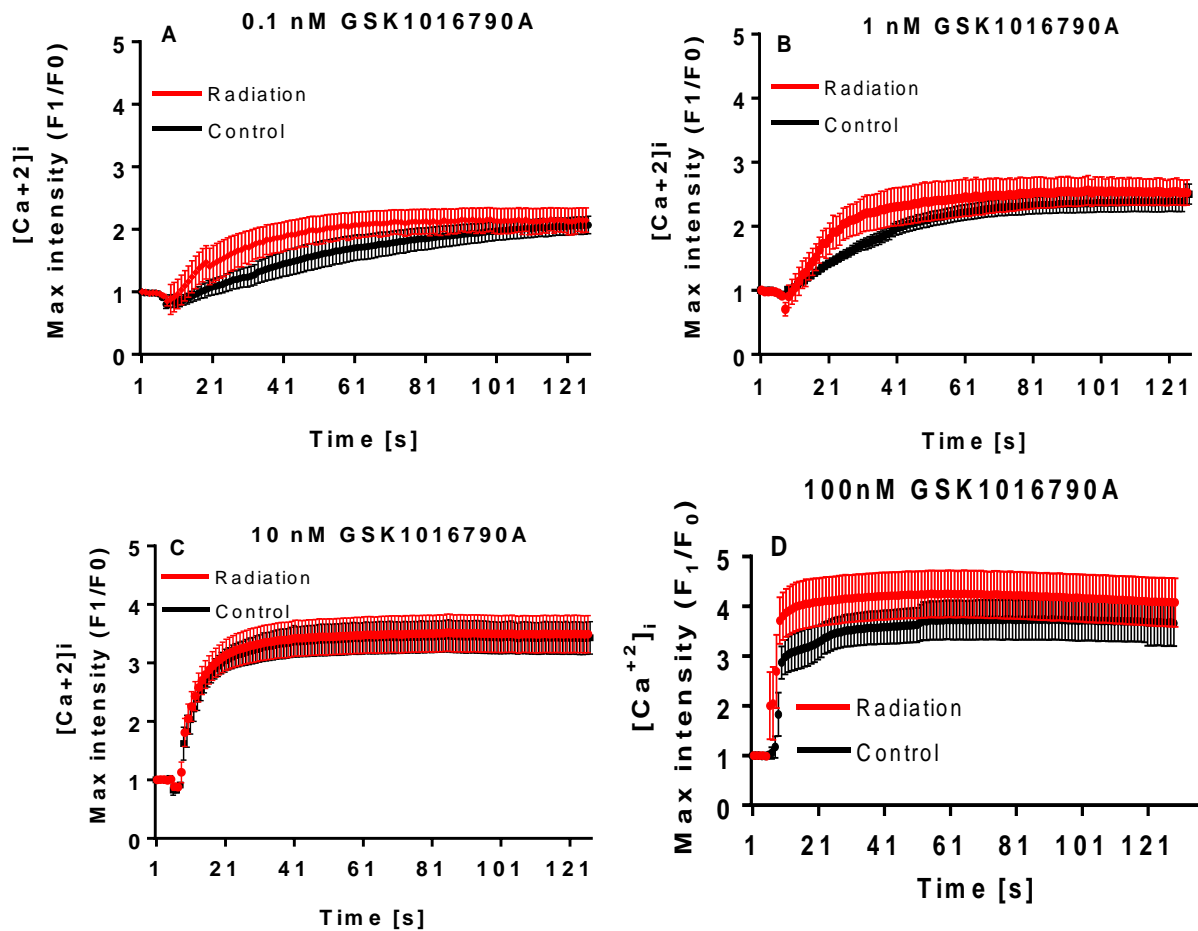 0.1 nM GSK1016790A
A
Radiation
Control
[Ca+2]i
Max intensity (F1/F0)
5
4
3
2
1
0
1 21 41 61 81 101 121
Time [s]
1 nM GSK1016790A
B
Radiation
Control
[Ca+2]i
Max intensity (F1/F0)
5
4
3
2
1
0
1 21 41 61 81 101 121
Time [s]
10 nM GSK1016790A
C
Radiation
Control
[Ca+2]i
Max intensity (F1/F0)
5
4
3
2
1
0
1 21 41 61 81 101 121
Time [s]
100nM GSK1016790A
D
Radiation
Control
[Ca⁺²]ᵢ
Max intensity (F₁/F₀)
5
4
3
2
1
0
1 21 41 61 81 101 121
Time [s]